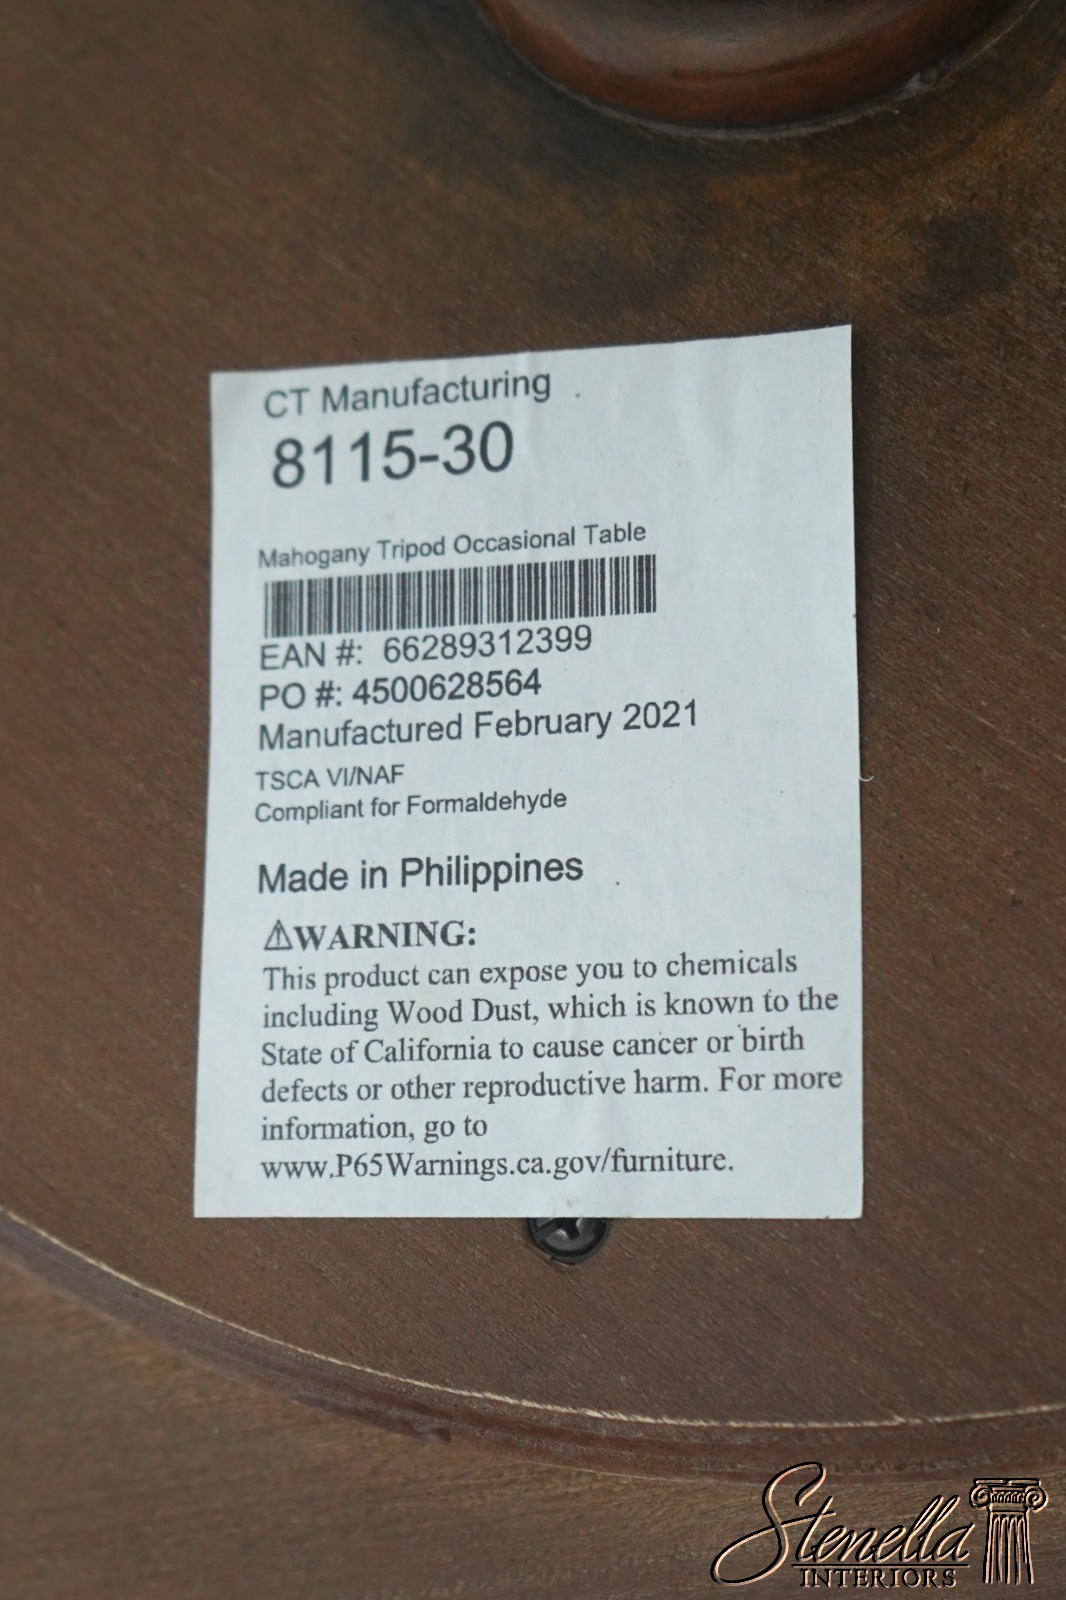 CT Manufacturing
8115-30
Mahogany Tripod Occasional Table
EAN #: 66289312399
PO #: 4500628564
Manufactured February 2021
TSCA VI/NAF
Compliant for Formaldehyde
Made in Philippines
⚠WARNING:
This product can expose you to chemicals
including Wood Dust, which is known to the
State of California to cause cancer or birth
defects or other reproductive harm. For more
information, go to
www.P65Warnings.ca.gov/furniture.
Stenella
INTERIORS